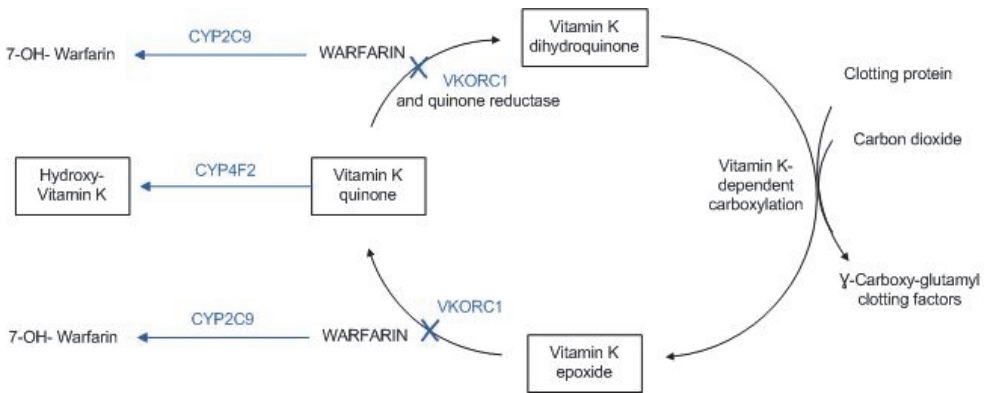 Vitamin K
dihydroquinone
CYP2C9
7-OH- Warfarin
WARFARIN
VKORC1
and quinone reductase
Clotting protein
Carbon dioxide
Hydroxy-
Vitamin K
CYP4F2
Vitamin K
quinone
Vitamin K-
dependent
carboxylation
Ɣ-Carboxy-glutamyl
clotting factors
CYP2C9
7-OH- Warfarin
WARFARIN
VKORC1
Vitamin K
epoxide